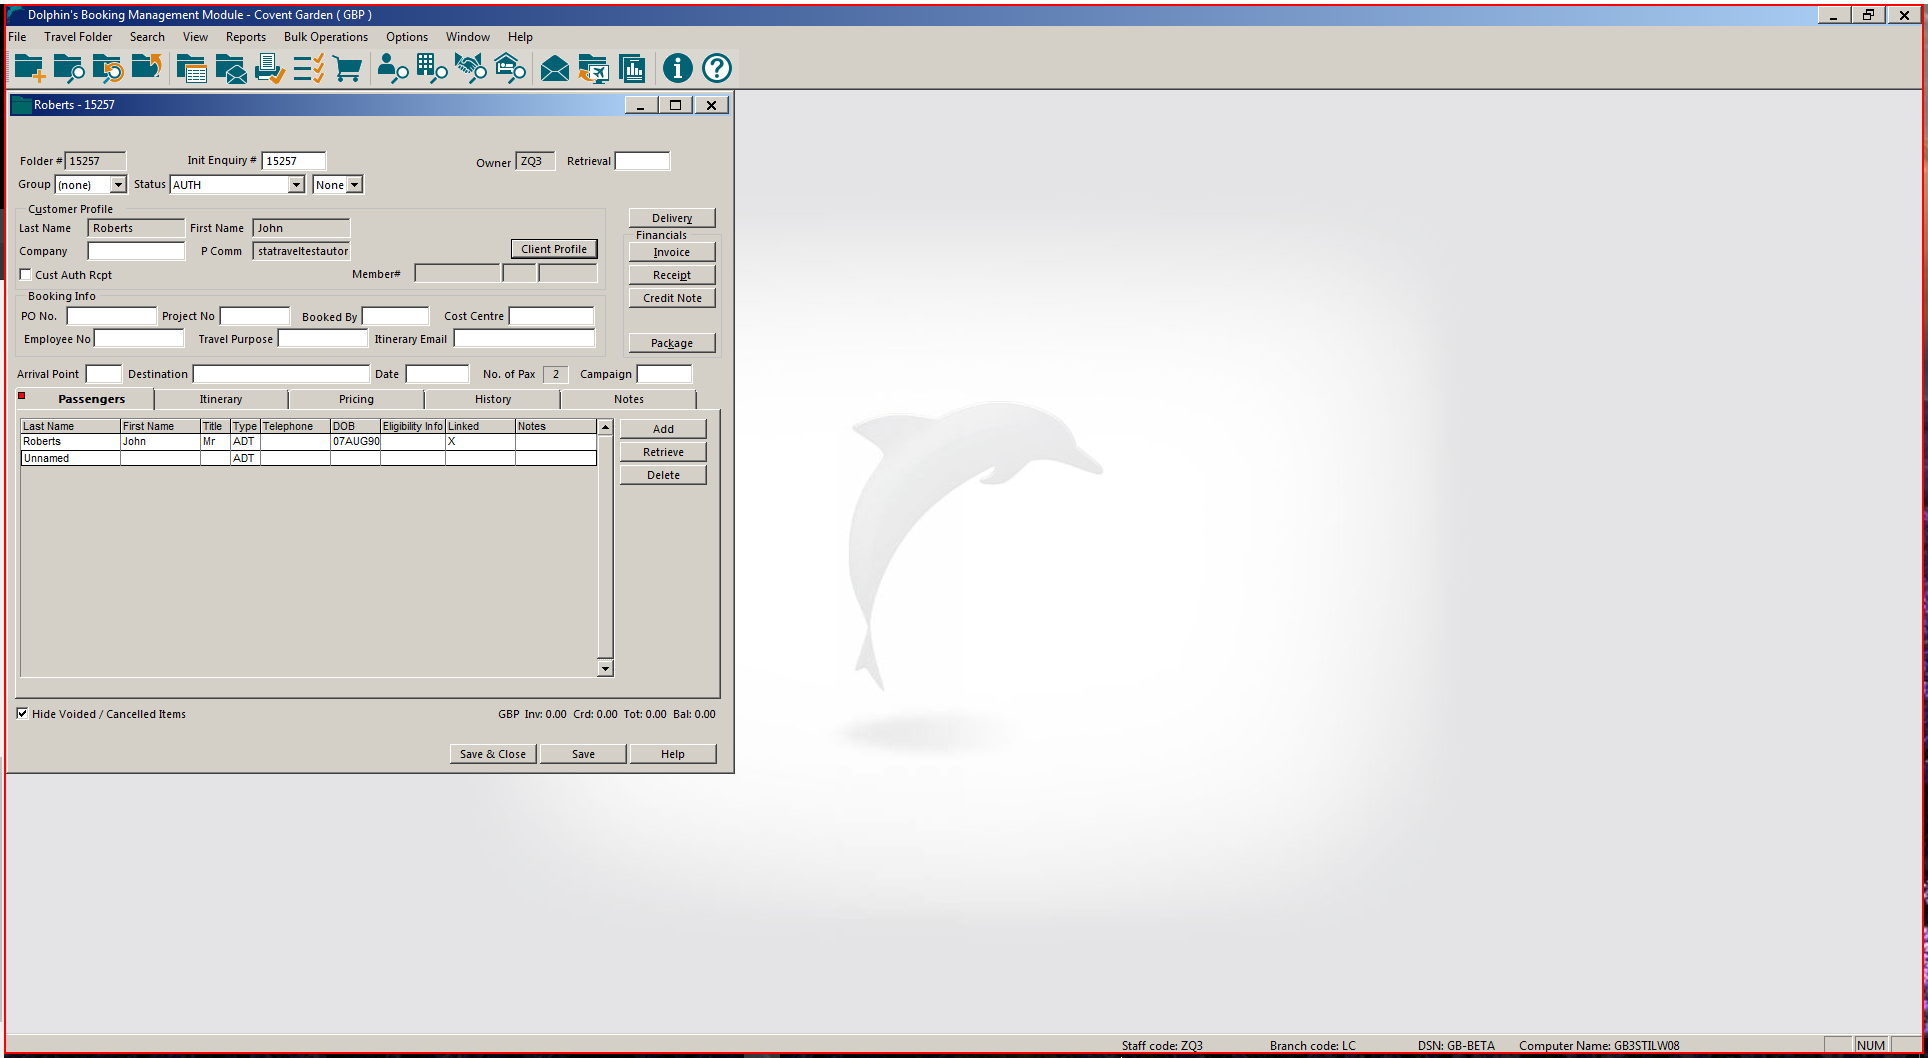 Dolphin's Booking Management Module - Covent Garden ( GBP )
File Travel Folder Search View Reports Bulk Operations Options Window Help
Roberts - 15257
Folder # 15257 Init Enquiry # 15257 Owner ZQ3 Retrieval
Group (none) Status AUTH None
Customer Profile
Last Name Roberts First Name John
Company P Comm statraveltestautor Client Profile
Cust Auth Rcpt Member#
Delivery
Financials
Invoice
Receipt
Credit Note
Package
Booking Info
PO No. Project No Booked By Cost Centre
Employee No Travel Purpose Itinerary Email
Arrival Point Destination Date No. of Pax 2 Campaign
Passengers Itinerary Pricing History Notes
Last Name First Name Title Type Telephone DOB Eligibility Info Linked Notes
Roberts John Mr ADT 07AUG90 X
Unnamed ADT
Add
Retrieve
Delete
Hide Voided / Cancelled Items GBP Inv: 0.00 Crd: 0.00 Tot: 0.00 Bal: 0.00
Save & Close Save Help
Staff code: ZQ3 Branch code: LC DSN: GB-BETA Computer Name: GB3STILW08 NUM